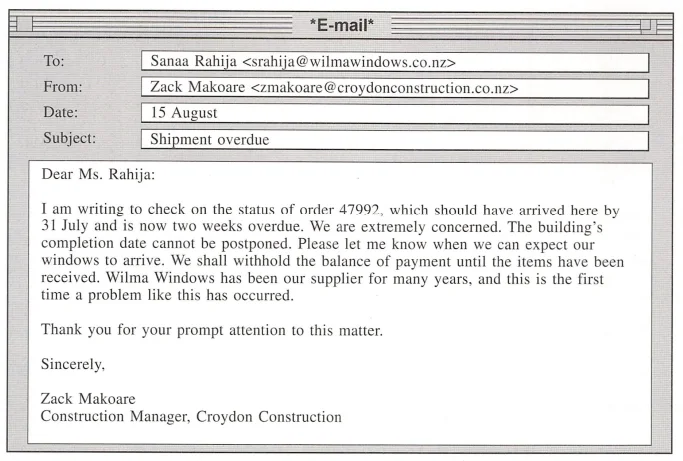 *E-mail*
To: Sanaa Rahija <srahija@wilmawindows.co.nz>
From: Zack Makoare <zmakoare@croydonconstruction.co.nz>
Date: 15 August
Subject: Shipment overdue
Dear Ms. Rahija:
I am writing to check on the status of order 47992, which should have arrived here by
31 July and is now two weeks overdue. We are extremely concerned. The building's
completion date cannot be postponed. Please let me know when we can expect our
windows to arrive. We shall withhold the balance of payment until the items have been
received. Wilma Windows has been our supplier for many years, and this is the first
time a problem like this has occurred.
Thank you for your prompt attention to this matter.
Sincerely,
Zack Makoare
Construction Manager, Croydon Construction